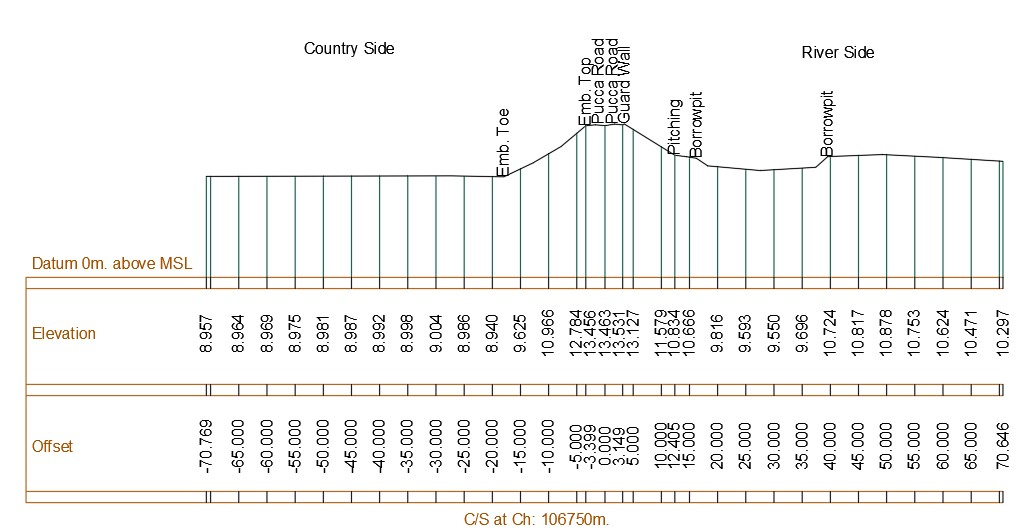 Country Side
River Side
Emb. Toe
Emb. Top
Pucca Road
Pucca Road
Guard Wall
Pitching
Borrowpit
Borrowpit
Datum 0m. above MSL
Elevation
8.957 8.964 8.969 8.975 8.981 8.987 8.992 8.998 9.004 8.986 8.940 9.625 10.966 12.784 13.456 13.463 13.531 13.127 11.579 10.834 10.666 9.816 9.593 9.550 9.696 10.724 10.817 10.878 10.753 10.624 10.471 10.297
Offset
-70.769 -65.000 -60.000 -55.000 -50.000 -45.000 -40.000 -35.000 -30.000 -25.000 -20.000 -15.000 -10.000 -5.000 -3.399 0.000 3.149 5.000 10.000 12.405 15.000 20.000 25.000 30.000 35.000 40.000 45.000 50.000 55.000 60.000 65.000 70.646
C/S at Ch: 106750m.